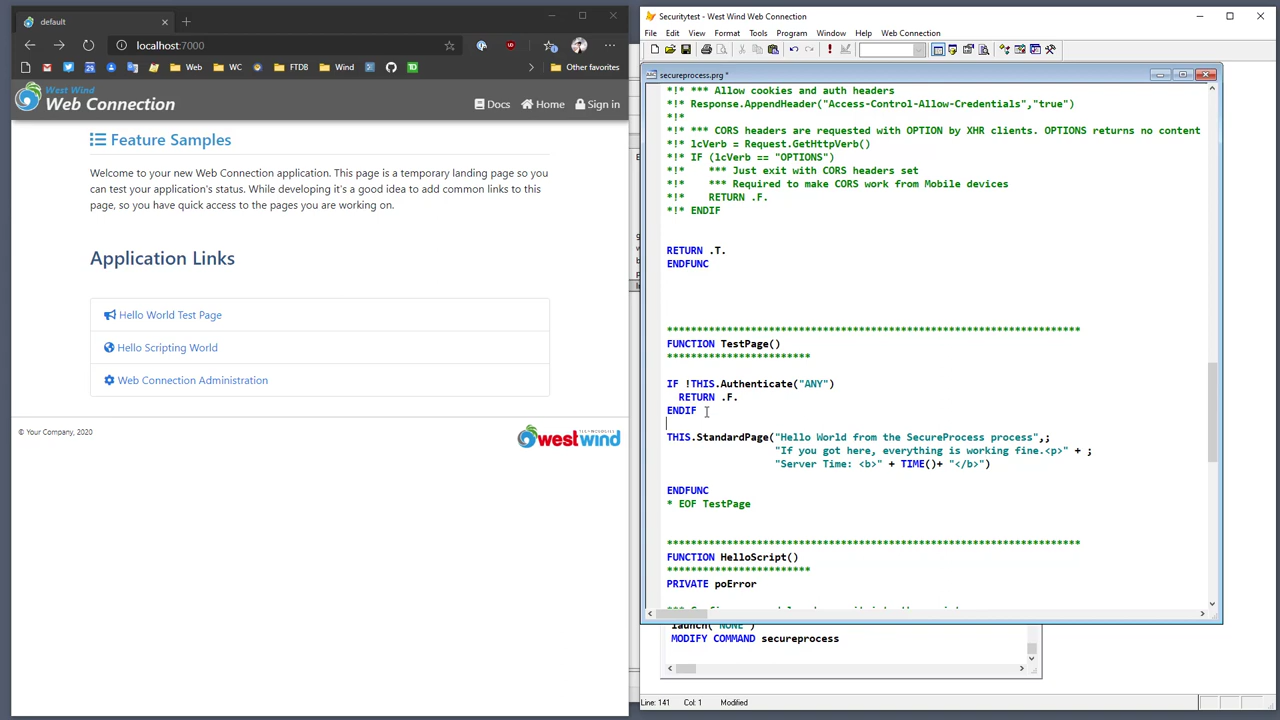 default
localhost:7000
Web
FTDB
Wind
Other favorites
West Wind
Web Connection
Docs
Home
Sign in
Feature Samples
Welcome to your new Web Connection application. This page is a temporary landing page so you
can test your application's status. While developing it's a good idea to add common links to this
page, so you have quick access to the pages you are working on.
Application Links
Hello World Test Page
Hello Scripting World
Web Connection Administration
© Your Company, 2020
westwind
Securitytest - West Wind Web Connection
File Edit View Format Tools Program Window Help Web Connection
secureprocess.prg *
*!* *** Allow cookies and auth headers
*!* Response.AppendHeader("Access-Control-Allow-Credentials","true")
*!*
*!* *** CORS headers are requested with OPTION by XHR clients. OPTIONS returns no content
*!* lcVerb = Request.GetHttpVerb()
*!* IF (lcVerb == "OPTIONS")
*!* *** Just exit with CORS headers set
*!* *** Required to make CORS work from Mobile devices
*!* RETURN .F.
*!* ENDIF
RETURN .T.
ENDFUNC
*********************************************************************
FUNCTION TestPage()
************************
IF !THIS.Authenticate("ANY")
RETURN .F.
ENDIF
THIS.StandardPage("Hello World from the SecureProcess process",;
"If you got here, everything is working fine.<p>" + ;
"Server Time: <b>" + TIME()+ "</b>")
ENDFUNC
* EOF TestPage
*********************************************************************
FUNCTION HelloScript()
************************
PRIVATE poError
launch("NONE")
MODIFY COMMAND secureprocess
Line: 141 Col: 1 Modified